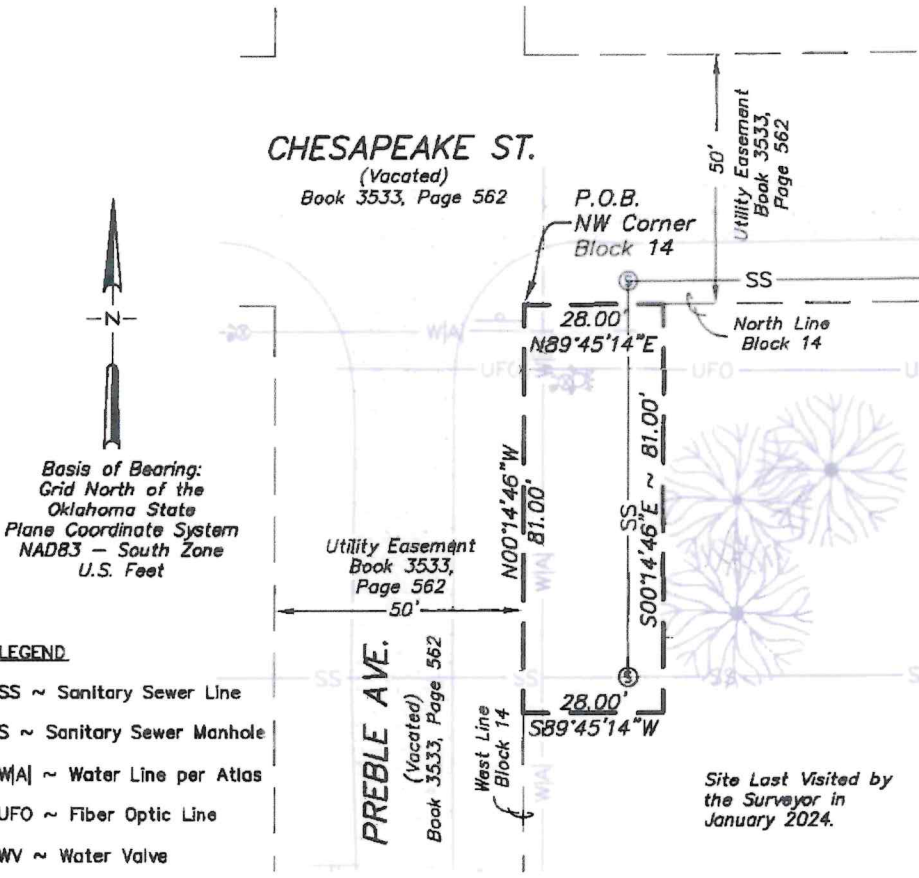 CHESAPEAKE ST.
(Vacated)
Book 3533, Page 562
P.O.B.
NW Corner
Block 14
50'
Utility Easement
Book 3533,
Page 562
SS
North Line
Block 14
28.00'
N89°45'14"E
W|A|
UFO
UFO
N
Basis of Bearing:
Grid North of the
Oklahoma State
Plane Coordinate System
NAD83 — South Zone
U.S. Feet
N00°14'46"W
81.00'
W|A|
SS
S00°14'46"E ~ 81.00'
Utility Easement
Book 3533,
Page 562
50'
PREBLE AVE.
(Vacated)
Book 3533, Page 562
SS
SS
SS
S
28.00'
S89°45'14"W
West Line
Block 14
W|A|
LEGEND
SS ~ Sanitary Sewer Line
S ~ Sanitary Sewer Manhole
W|A| ~ Water Line per Atlas
UFO ~ Fiber Optic Line
WV ~ Water Valve
Site Last Visited by
the Surveyor in
January 2024.